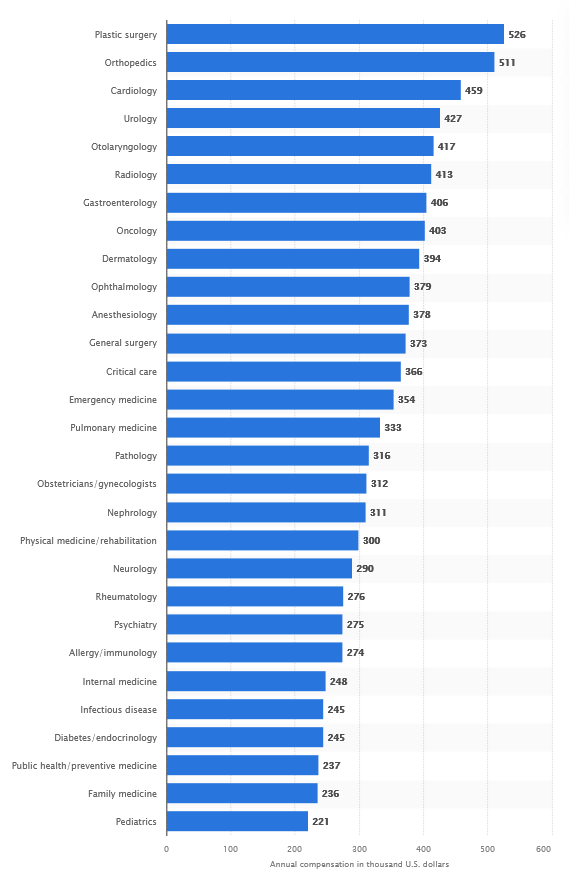 Plastic surgery 526
Orthopedics 511
Cardiology 459
Urology 427
Otolaryngology 417
Radiology 413
Gastroenterology 406
Oncology 403
Dermatology 394
Ophthalmology 379
Anesthesiology 378
General surgery 373
Critical care 366
Emergency medicine 354
Pulmonary medicine 333
Pathology 316
Obstetricians/gynecologists 312
Nephrology 311
Physical medicine/rehabilitation 300
Neurology 290
Rheumatology 276
Psychiatry 275
Allergy/immunology 274
Internal medicine 248
Infectious disease 245
Diabetes/endocrinology 245
Public health/preventive medicine 237
Family medicine 236
Pediatrics 221
0 100 200 300 400 500 600
Annual compensation in thousand U.S. dollars